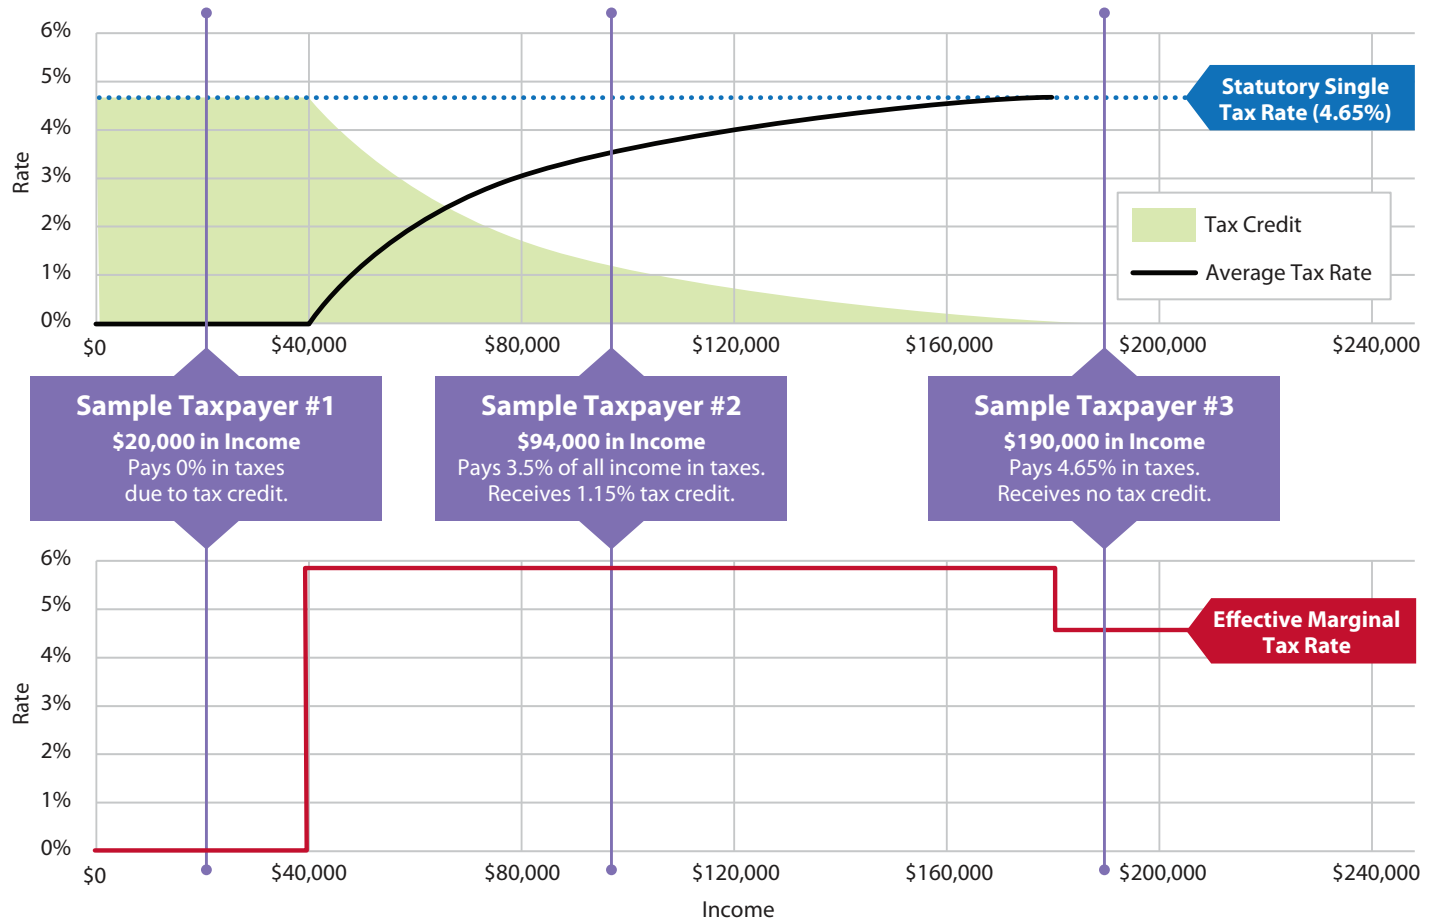 6%
5%
4%
3%
2%
1%
0%
Rate
Statutory Single
Tax Rate (4.65%)
Tax Credit
Average Tax Rate
$0
$40,000
$80,000
$120,000
$160,000
$200,000
$240,000
Sample Taxpayer #1
$20,000 in Income
Pays 0% in taxes
due to tax credit.
Sample Taxpayer #2
$94,000 in Income
Pays 3.5% of all income in taxes.
Receives 1.15% tax credit.
Sample Taxpayer #3
$190,000 in Income
Pays 4.65% in taxes.
Receives no tax credit.
6%
5%
4%
3%
2%
1%
0%
Rate
Effective Marginal
Tax Rate
$0
$40,000
$80,000
$120,000
$160,000
$200,000
$240,000
Income